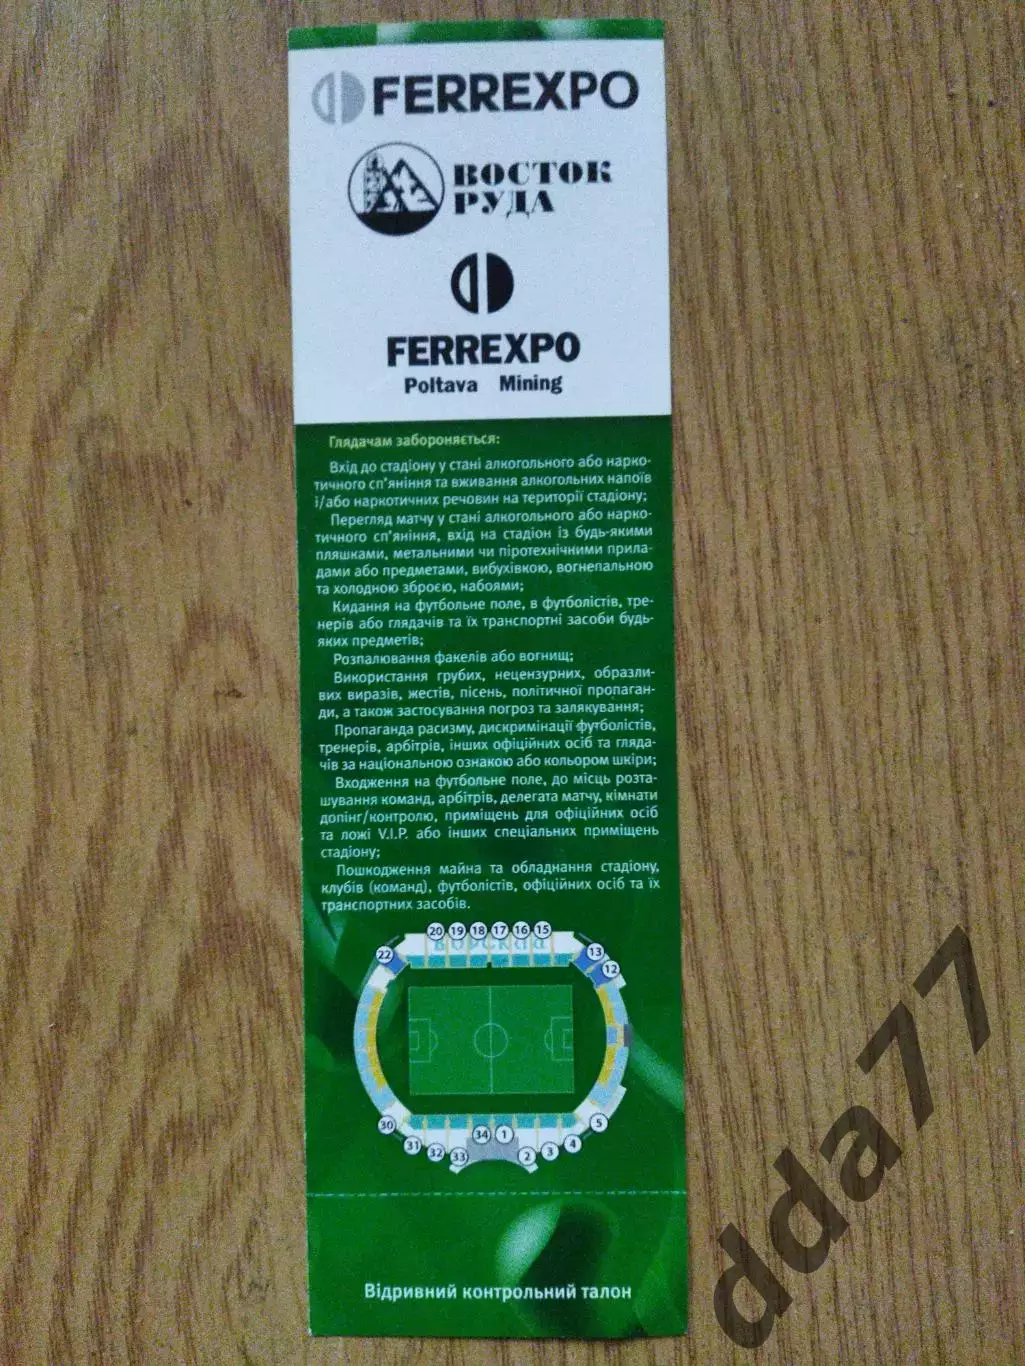 FERREXPO
ВОСТОК
РУДА
FERREXPO
Poltava Mining
Глядачам забороняється:
Вхід до стадіону у стані алкогольного або нарко-
тичного сп'яніння та вживання алкогольних напоїв
і/або наркотичних речовин на території стадіону;
Перегляд матчу у стані алкогольного або нарко-
тичного сп'яніння, вхід на стадіон із будь-якими
пляшками, металевими чи піротехнічними прила-
дами або предметами, вибухівкою, вогнепальною
та холодною зброєю, набоями;
Кидання на футбольне поле, в футболістів, тре-
нерів або глядачів та їх транспортні засоби будь-
яких предметів;
Розпалювання факелів або вогнищ;
Використання грубих, нецензурних, образли-
вих виразів, жестів, пісень, політичної пропаган-
ди, а також застосування погроз та залякування;
Пропаганда расизму, дискримінації футболістів,
тренерів, арбітрів, інших офіційних осіб та гляда-
чів за національною ознакою або кольором шкіри;
Входження на футбольне поле, до місць розта-
шування команд, арбітрів, делегата матчу, кімнати
допінг/контролю, приміщень для офіційних осіб
та ложі V.I.P. або інших спеціальних приміщень
стадіону;
Пошкодження майна та обладнання стадіону,
клубів (команд), футболістів, офіційних осіб та їх
транспортних засобів.
20 19 18 17 16 15
ВОРСКЛА
22 13
12
30 5
31 32 33 34 1 2 3 4
Відривний контрольний талон
dda77